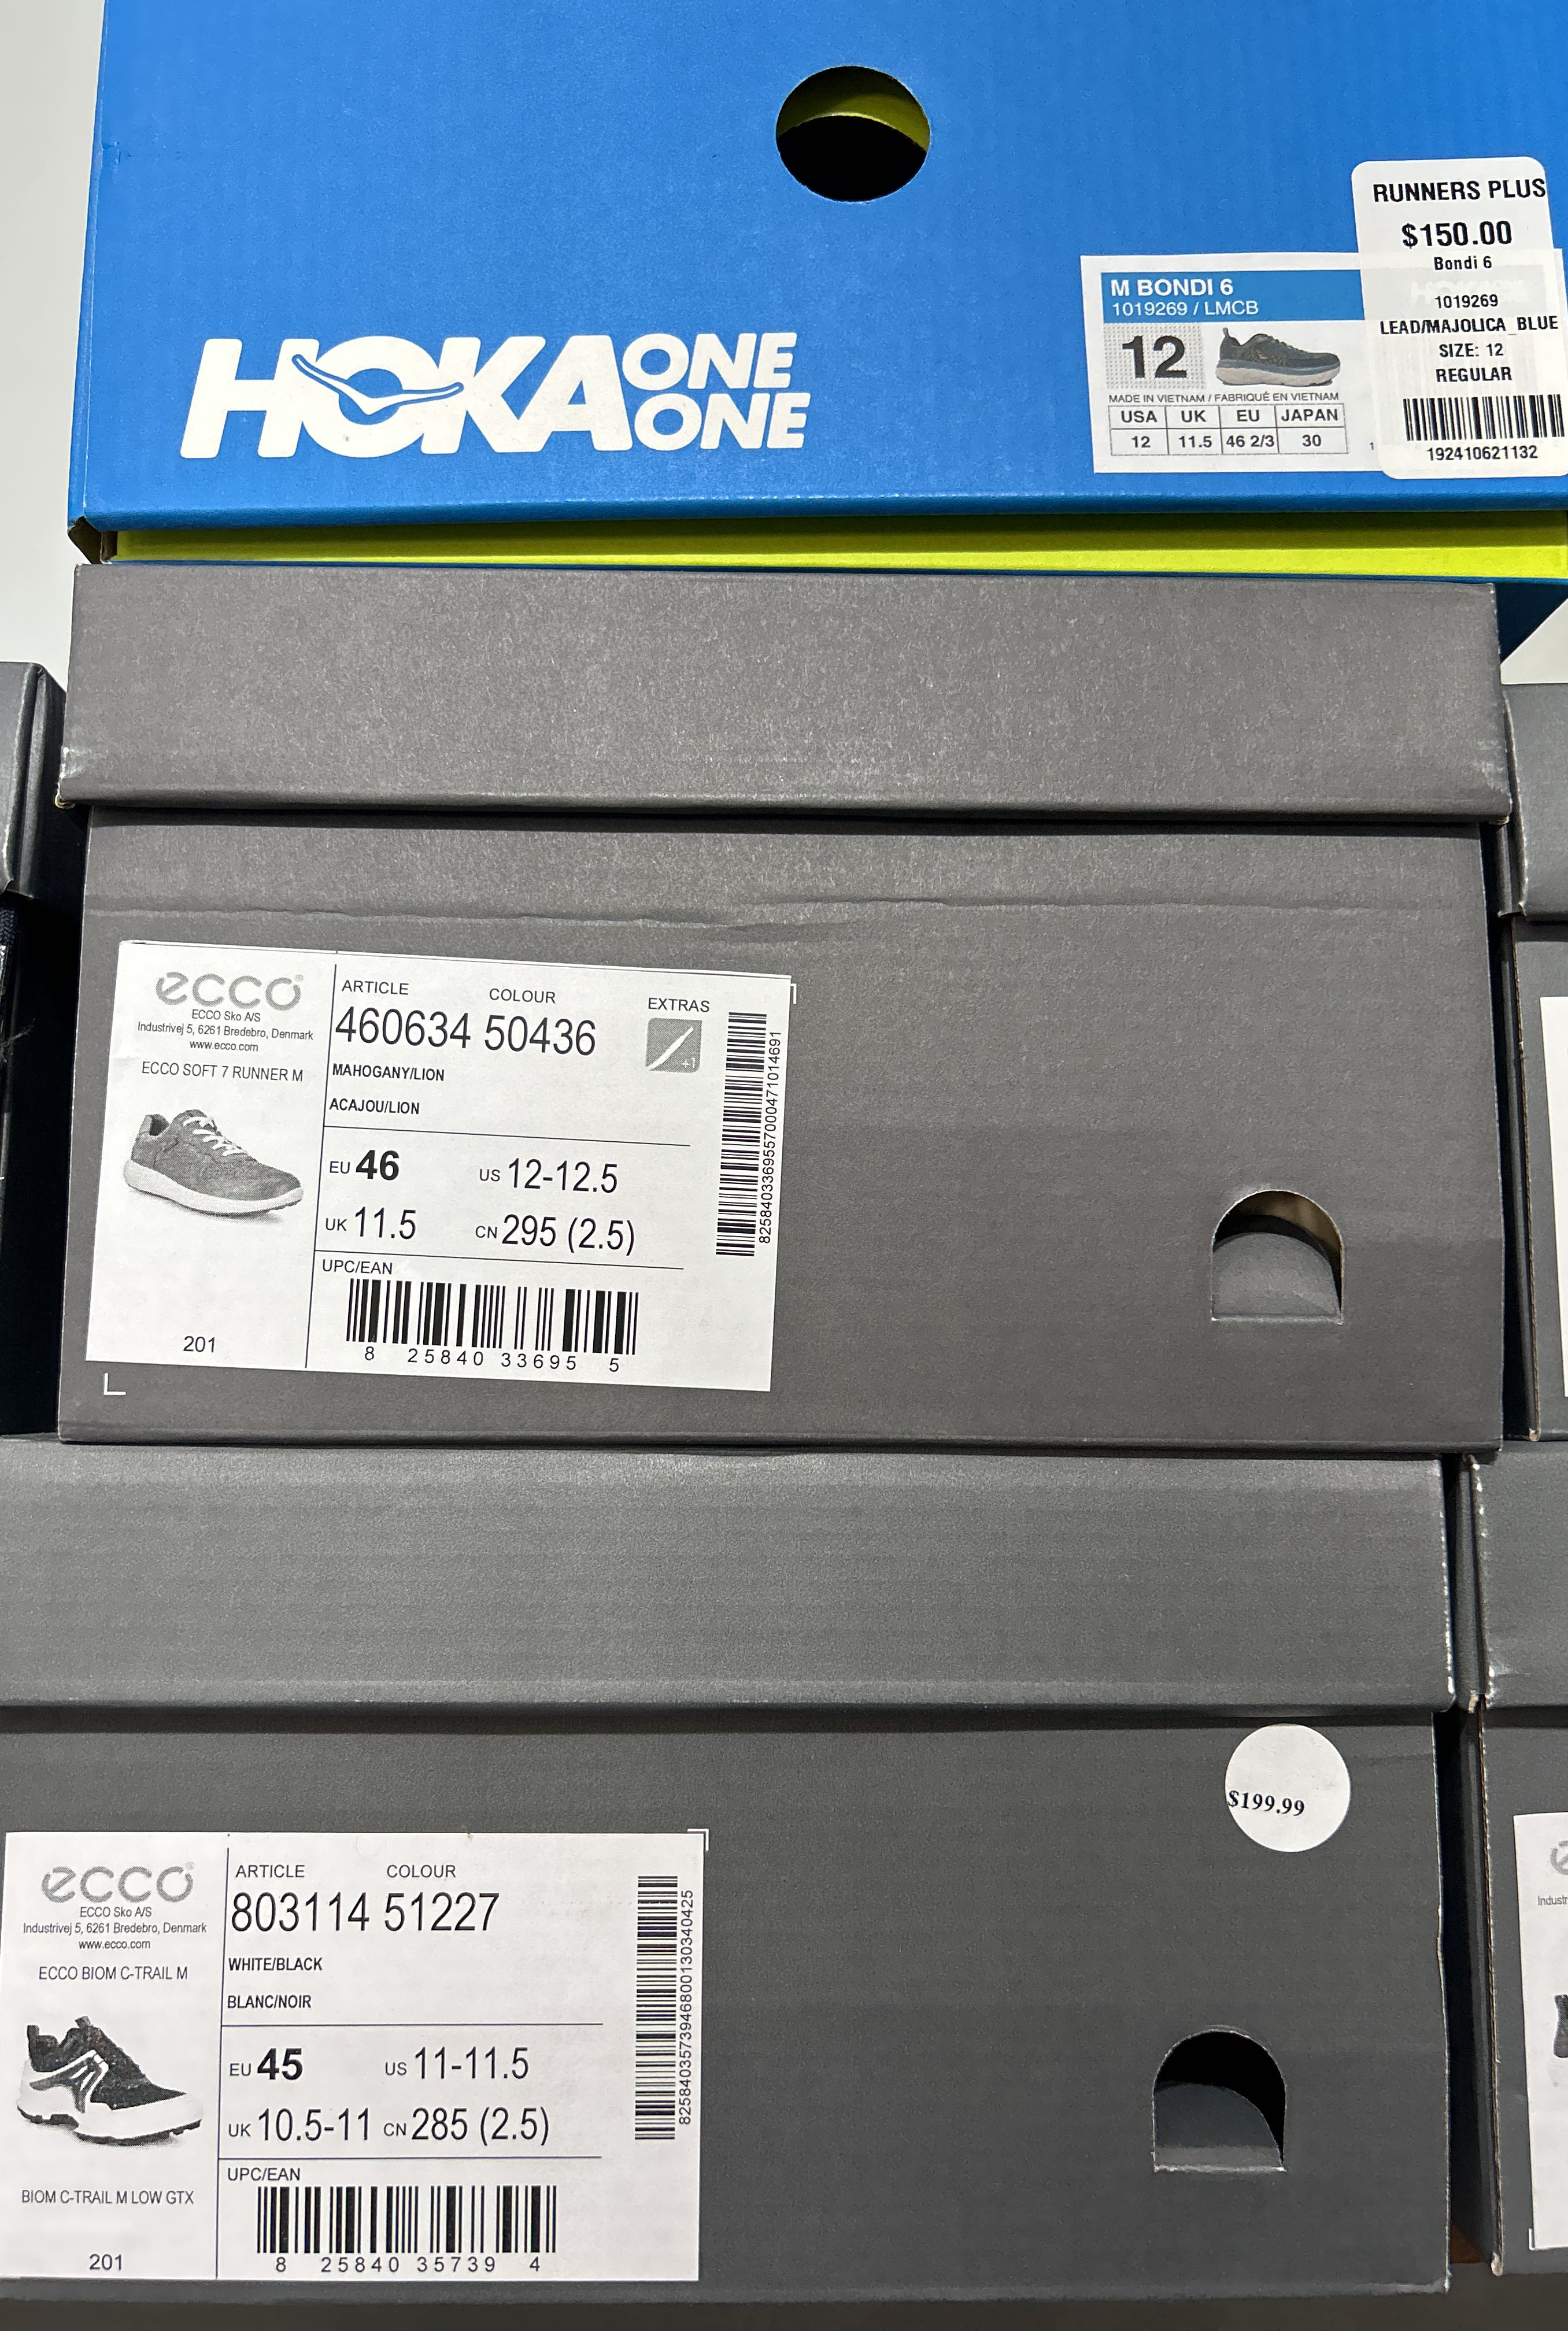 HOKA ONE ONE
M BONDI 6
1019269 / LMCB
12
MADE IN VIETNAM / FABRIQUÉ EN VIETNAM
USA UK EU JAPAN
12 11.5 46 2/3 30
RUNNERS PLUS
$150.00
Bondi 6
1019269
LEAD/MAJOLICA_BLUE
SIZE: 12
REGULAR
192410621132
ecco
ECCO Sko A/S
Industrivej 5, 6261 Bredebro, Denmark
www.ecco.com
ECCO SOFT 7 RUNNER M
201
ARTICLE COLOUR EXTRAS
460634 50436
+1
MAHOGANY/LION
ACAJOU/LION
EU 46 US 12-12.5
UK 11.5 CN 295 (2.5)
UPC/EAN
8 25840 33695 5
8258403369557000471014691
$199.99
ecco
ECCO Sko A/S
Industrivej 5, 6261 Bredebro, Denmark
www.ecco.com
ECCO BIOM C-TRAIL M
BIOM C-TRAIL M LOW GTX
201
ARTICLE COLOUR
803114 51227
WHITE/BLACK
BLANC/NOIR
EU 45 US 11-11.5
UK 10.5-11 CN 285 (2.5)
UPC/EAN
8 25840 35739 4
8258403573946800130340425